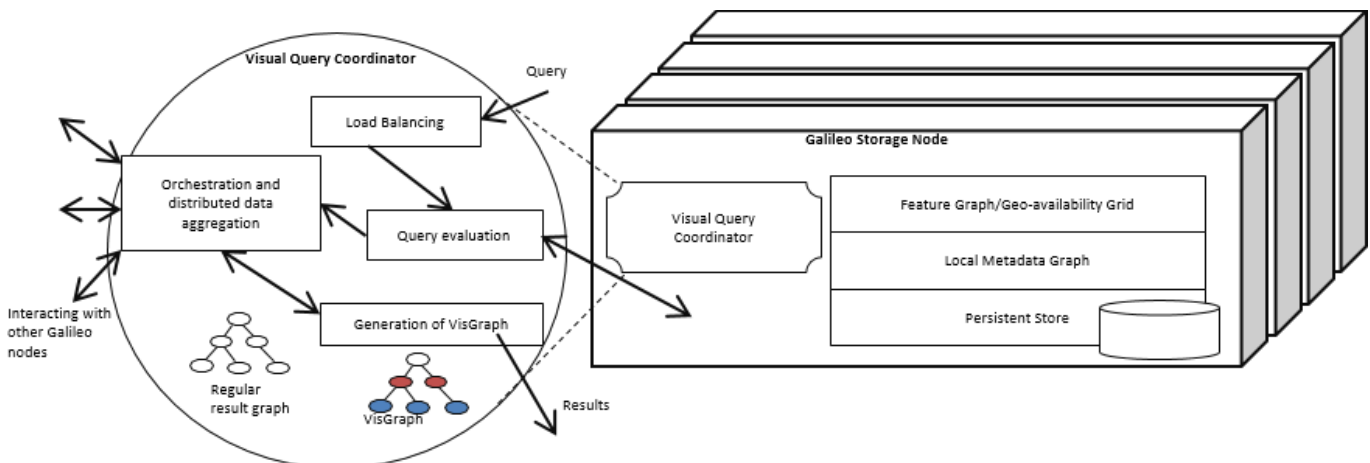 Visual Query Coordinator
Query
Load Balancing
Orchestration and
distributed data
aggregation
Query evaluation
Generation of VisGraph
Interacting with
other Galileo
nodes
Regular
result graph
VisGraph
Results
Galileo Storage Node
Visual Query
Coordinator
Feature Graph/Geo-availability Grid
Local Metadata Graph
Persistent Store